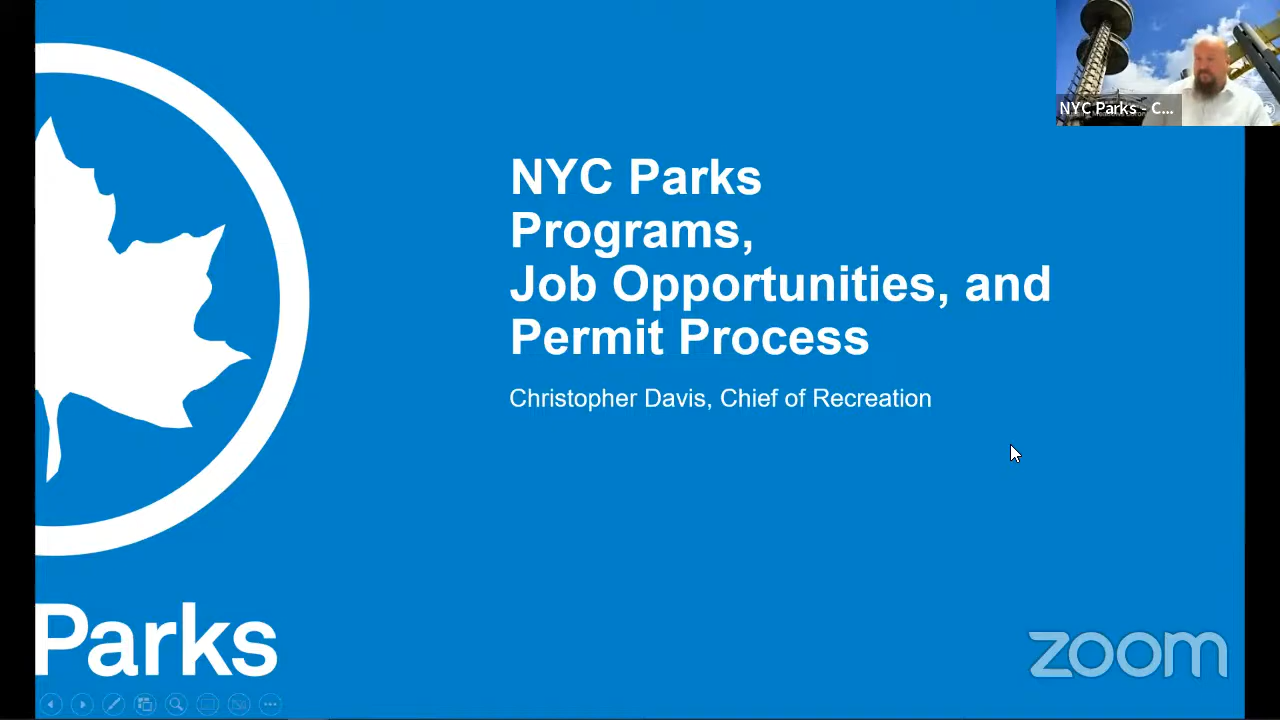 NYC Parks - C...
NYC Parks
Programs,
Job Opportunities, and
Permit Process
Christopher Davis, Chief of Recreation
Parks
zoom